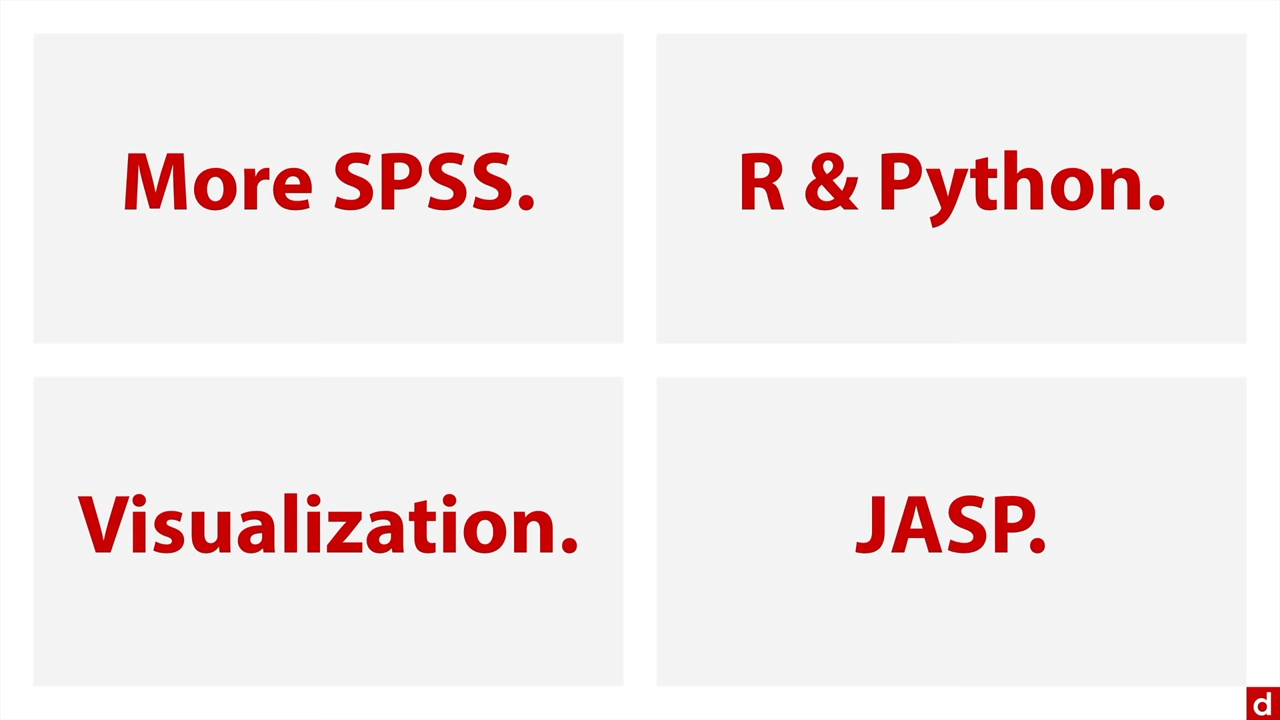 More SPSS.
R & Python.
Visualization.
JASP.
d